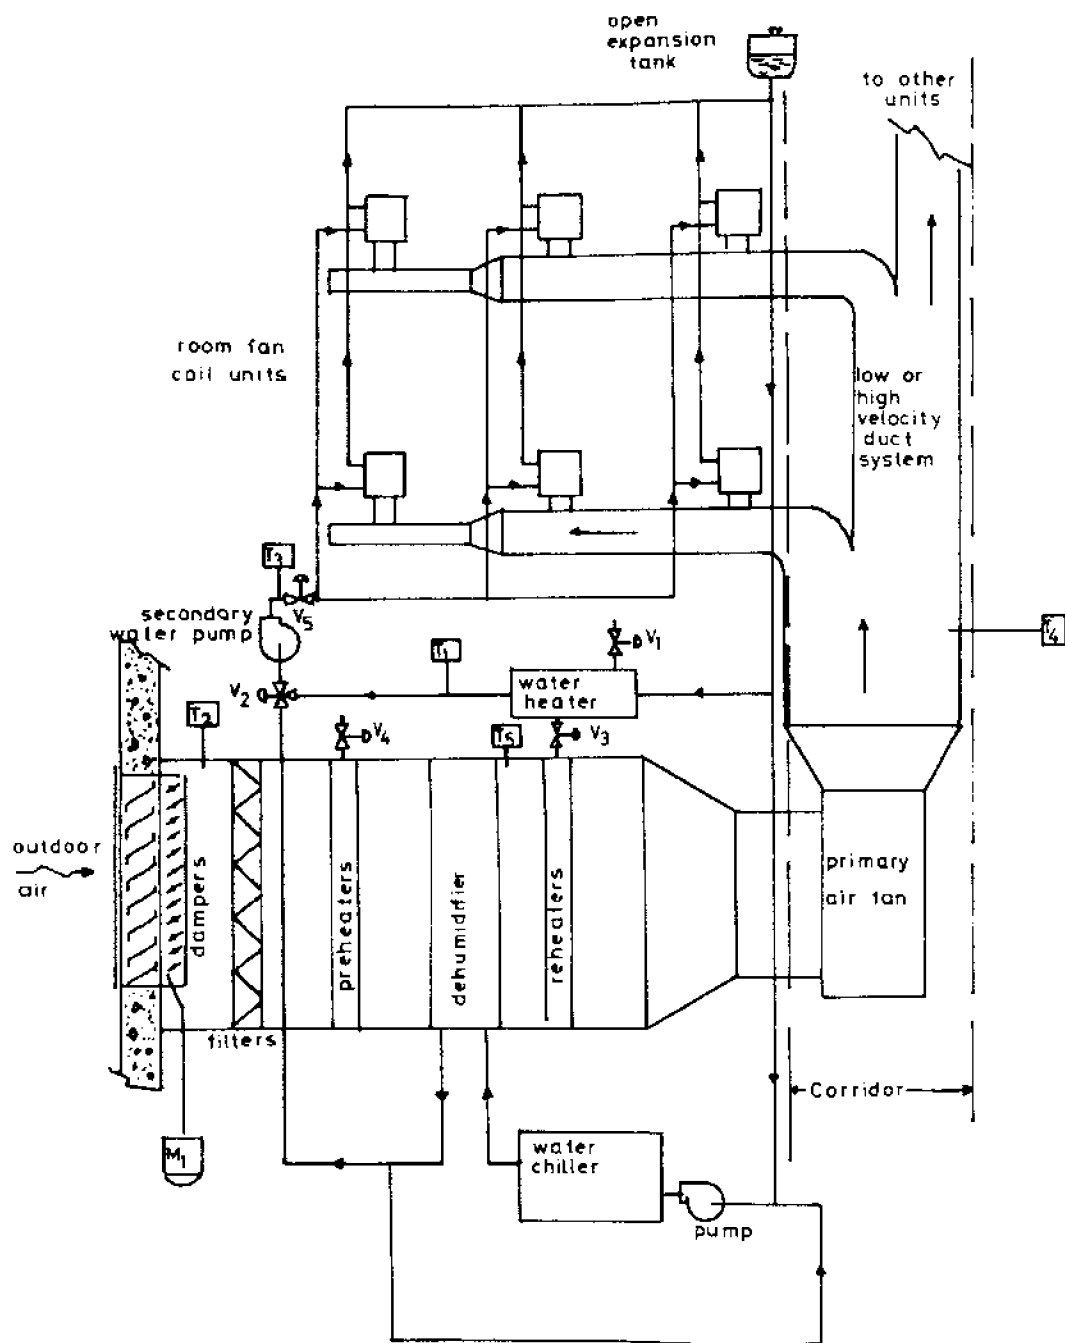 open
expansion
tank
to other
units
room fan
coil units
low or
high
velocity
duct
system
T3
secondary
water pump
V5
T1
V1
T4
water
heater
V2
T2
V4
T5
V3
outdoor
air
dampers
preheaters
dehumidifier
reheaters
primary
air fan
filters
Corridor
M1
water
chiller
pump